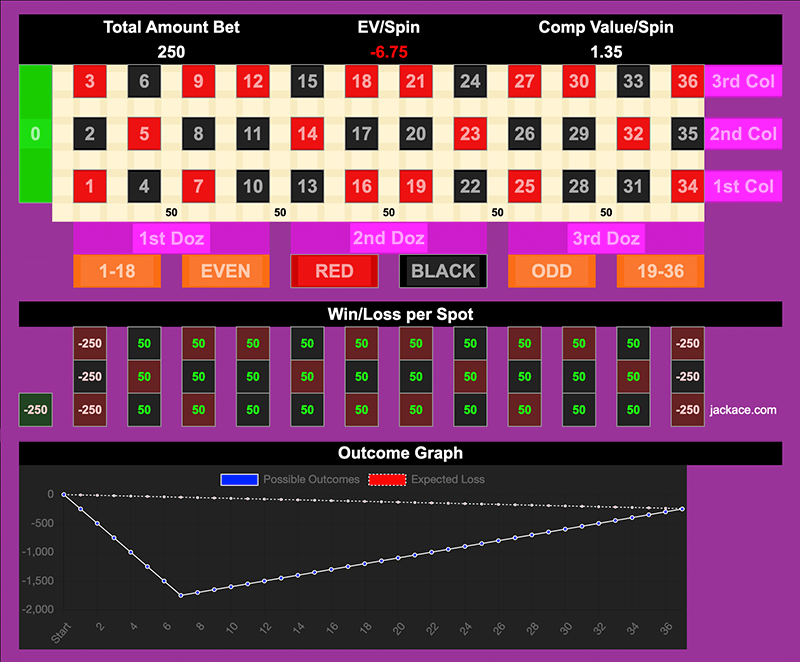 Total Amount Bet EV/Spin Comp Value/Spin
250 -6.75 1.35
3 6 9 12 15 18 21 24 27 30 33 36 3rd Col
0 2 5 8 11 14 17 20 23 26 29 32 35 2nd Col
1 4 7 10 13 16 19 22 25 28 31 34 1st Col
50 50 50 50 50
1st Doz 2nd Doz 3rd Doz
1-18 EVEN RED BLACK ODD 19-36
Win/Loss per Spot
-250 50 50 50 50 50 50 50 50 50 50 -250
-250 50 50 50 50 50 50 50 50 50 50 -250
-250 -250 50 50 50 50 50 50 50 50 50 50 -250 jackace.com
Outcome Graph
Possible Outcomes Expected Loss
0
-500
-1,000
-1,500
-2,000
Start 2 4 6 8 10 12 14 16 18 20 22 24 26 28 30 32 34 36